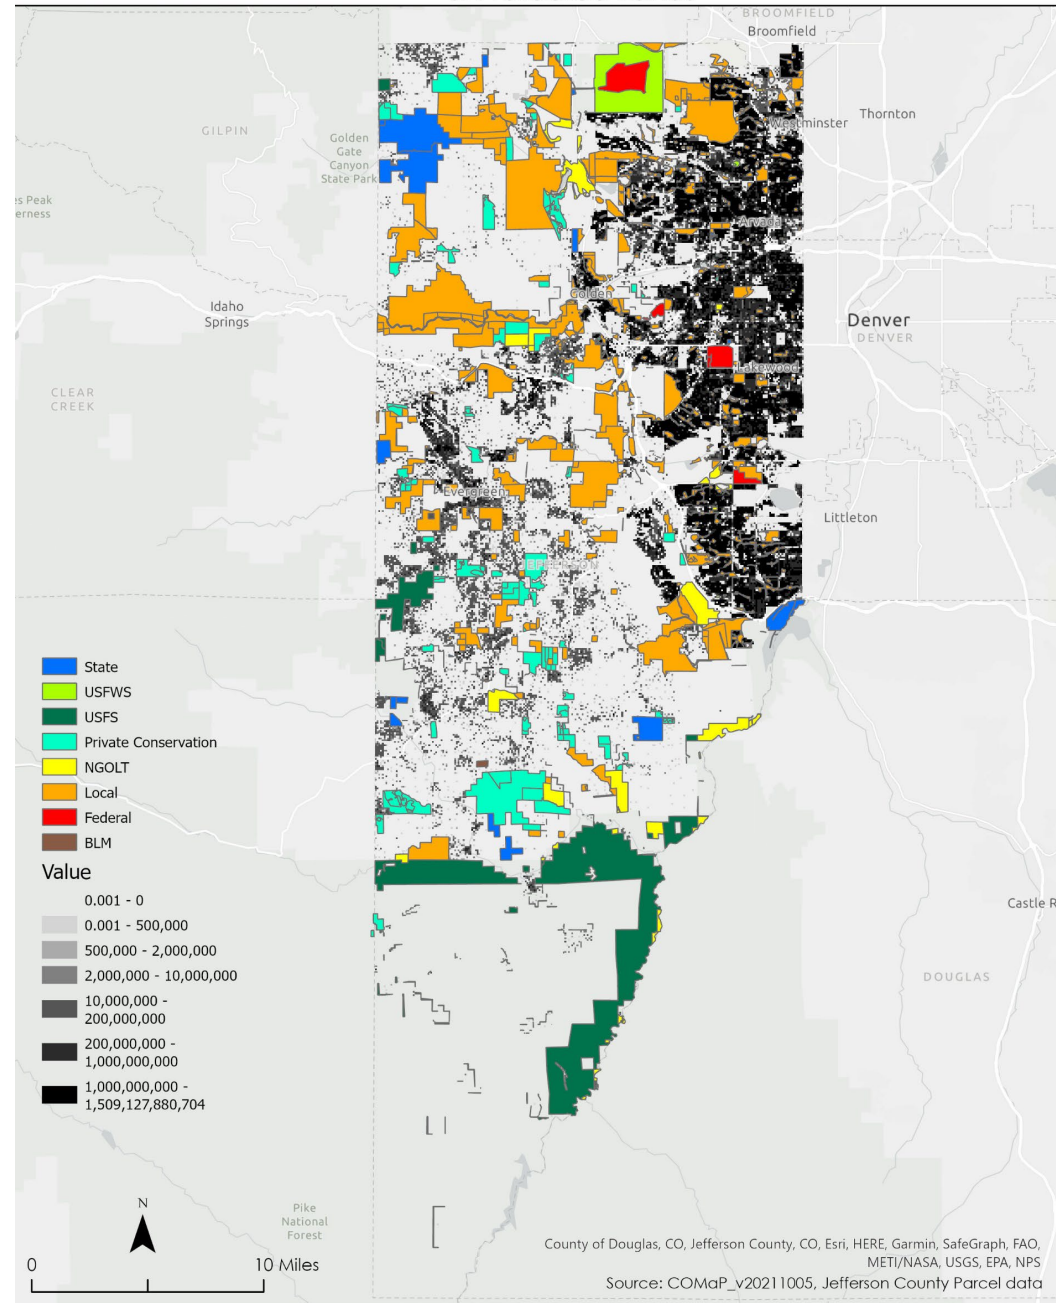 BROOMFIELD
Broomfield
Thornton
Westminster
GILPIN
Golden
Gate
Canyon
State Park
es Peak
erness
Arvada
Golden
Idaho
Springs
Denver
DENVER
Lakewood
CLEAR
CREEK
Evergreen
Littleton
JEFFERSON
State
USFWS
USFS
Private Conservation
NGOLT
Local
Federal
BLM
Value
0.001 - 0
0.001 - 500,000
500,000 - 2,000,000
2,000,000 - 10,000,000
10,000,000 -
200,000,000
200,000,000 -
1,000,000,000
1,000,000,000 -
1,509,127,880,704
Castle R
DOUGLAS
N
Pike
National
Forest
0
10 Miles
County of Douglas, CO, Jefferson County, CO, Esri, HERE, Garmin, SafeGraph, FAO,
METI/NASA, USGS, EPA, NPS
Source: COMaP_v20211005, Jefferson County Parcel data